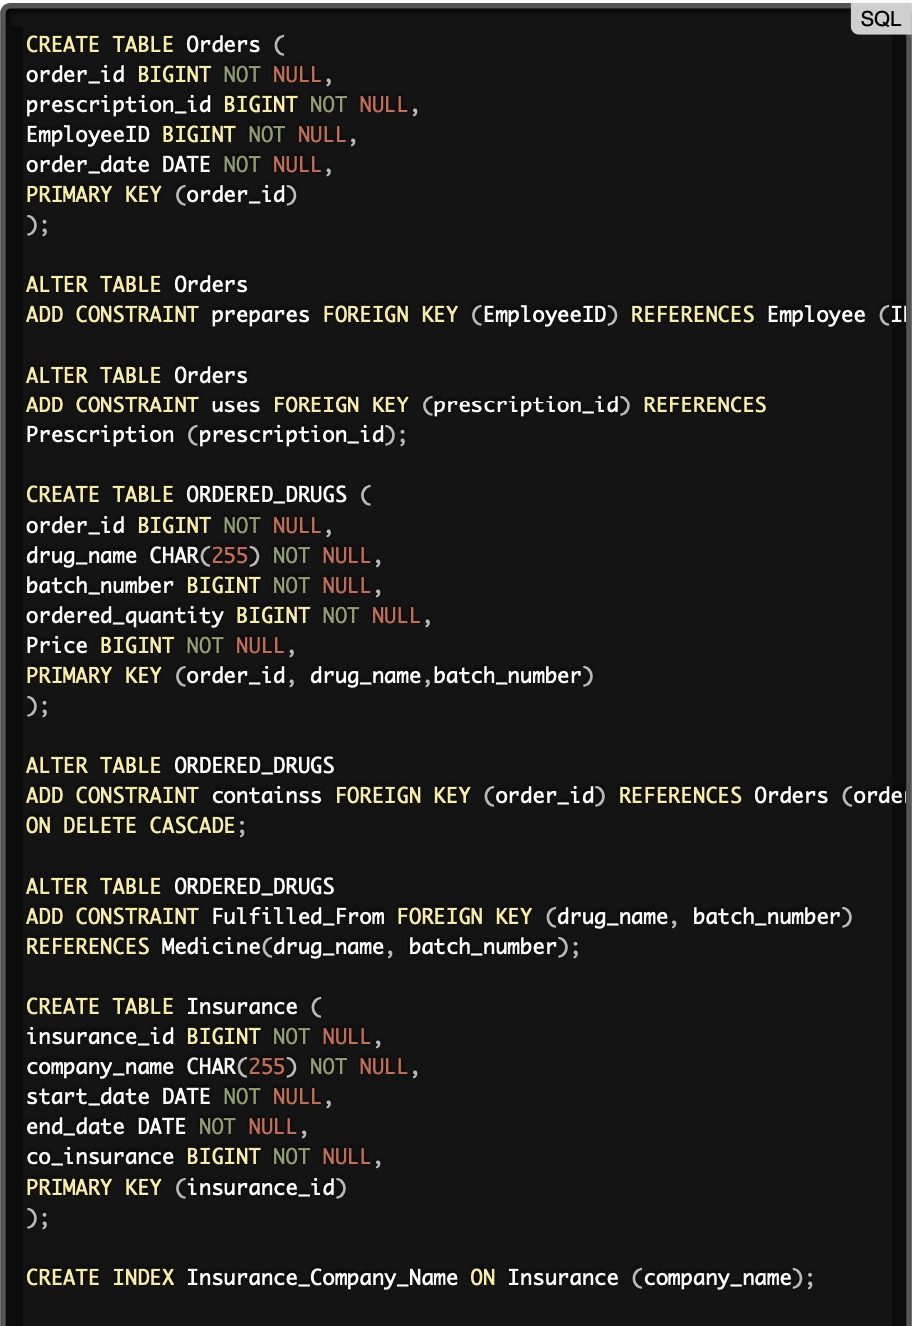 SQL
CREATE TABLE Orders (
order_id BIGINT NOT NULL,
prescription_id BIGINT NOT NULL,
EmployeeID BIGINT NOT NULL,
order_date DATE NOT NULL,
PRIMARY KEY (order_id)
);
ALTER TABLE Orders
ADD CONSTRAINT prepares FOREIGN KEY (EmployeeID) REFERENCES Employee
ALTER TABLE Orders
ADD CONSTRAINT uses FOREIGN KEY (prescription_id) REFERENCES
Prescription (prescription_id);
CREATE TABLE ORDERED_DRUGS (
order_id BIGINT NOT NULL,
drug_name CHAR(255) NOT NULL,
batch_number BIGINT NOT NULL,
ordered_quantity BIGINT NOT NULL,
Price BIGINT NOT NULL,
PRIMARY KEY (order_id, drug_name,batch_number)
);
ALTER TABLE ORDERED_DRUGS
ADD CONSTRAINT containss FOREIGN KEY (order_id) REFERENCES Orders (orde
ON DELETE CASCADE;
ALTER TABLE ORDERED_DRUGS
ADD CONSTRAINT Fulfilled_From FOREIGN KEY (drug_name, batch_number)
REFERENCES Medicine(drug_name, batch_number);
CREATE TABLE Insurance (
insurance_id BIGINT NOT NULL,
company_name CHAR(255) NOT NULL,
start_date DATE NOT NULL,
end_date DATE NOT NULL,
co_insurance BIGINT NOT NULL,
PRIMARY KEY (insurance_id)
);
CREATE INDEX Insurance_Company_Name ON Insurance (company_name);